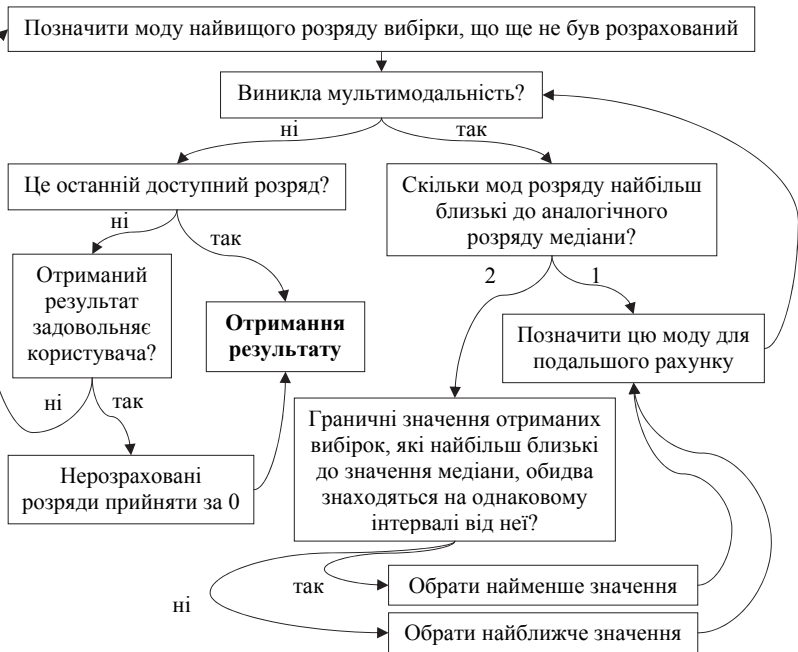 Позначити моду найвищого розряду вибірки, що ще не був розрахований
Виникла мультимодальність?
ні
так
Це останній доступний розряд?
Скільки мод розряду найбільш
близькі до аналогічного
розряду медіани?
ні
так
2
1
Отриманий
результат
задовольняє
користувача?
Отримання
результату
Позначити цю моду для
подальшого рахунку
ні
так
Граничні значення отриманих
вибірок, які найбільш близькі
до значення медіани, обидва
знаходяться на однаковому
інтервалі від неї?
Нерозраховані
розряди прийняти за 0
так
ні
Обрати найменше значення
Обрати найближче значення